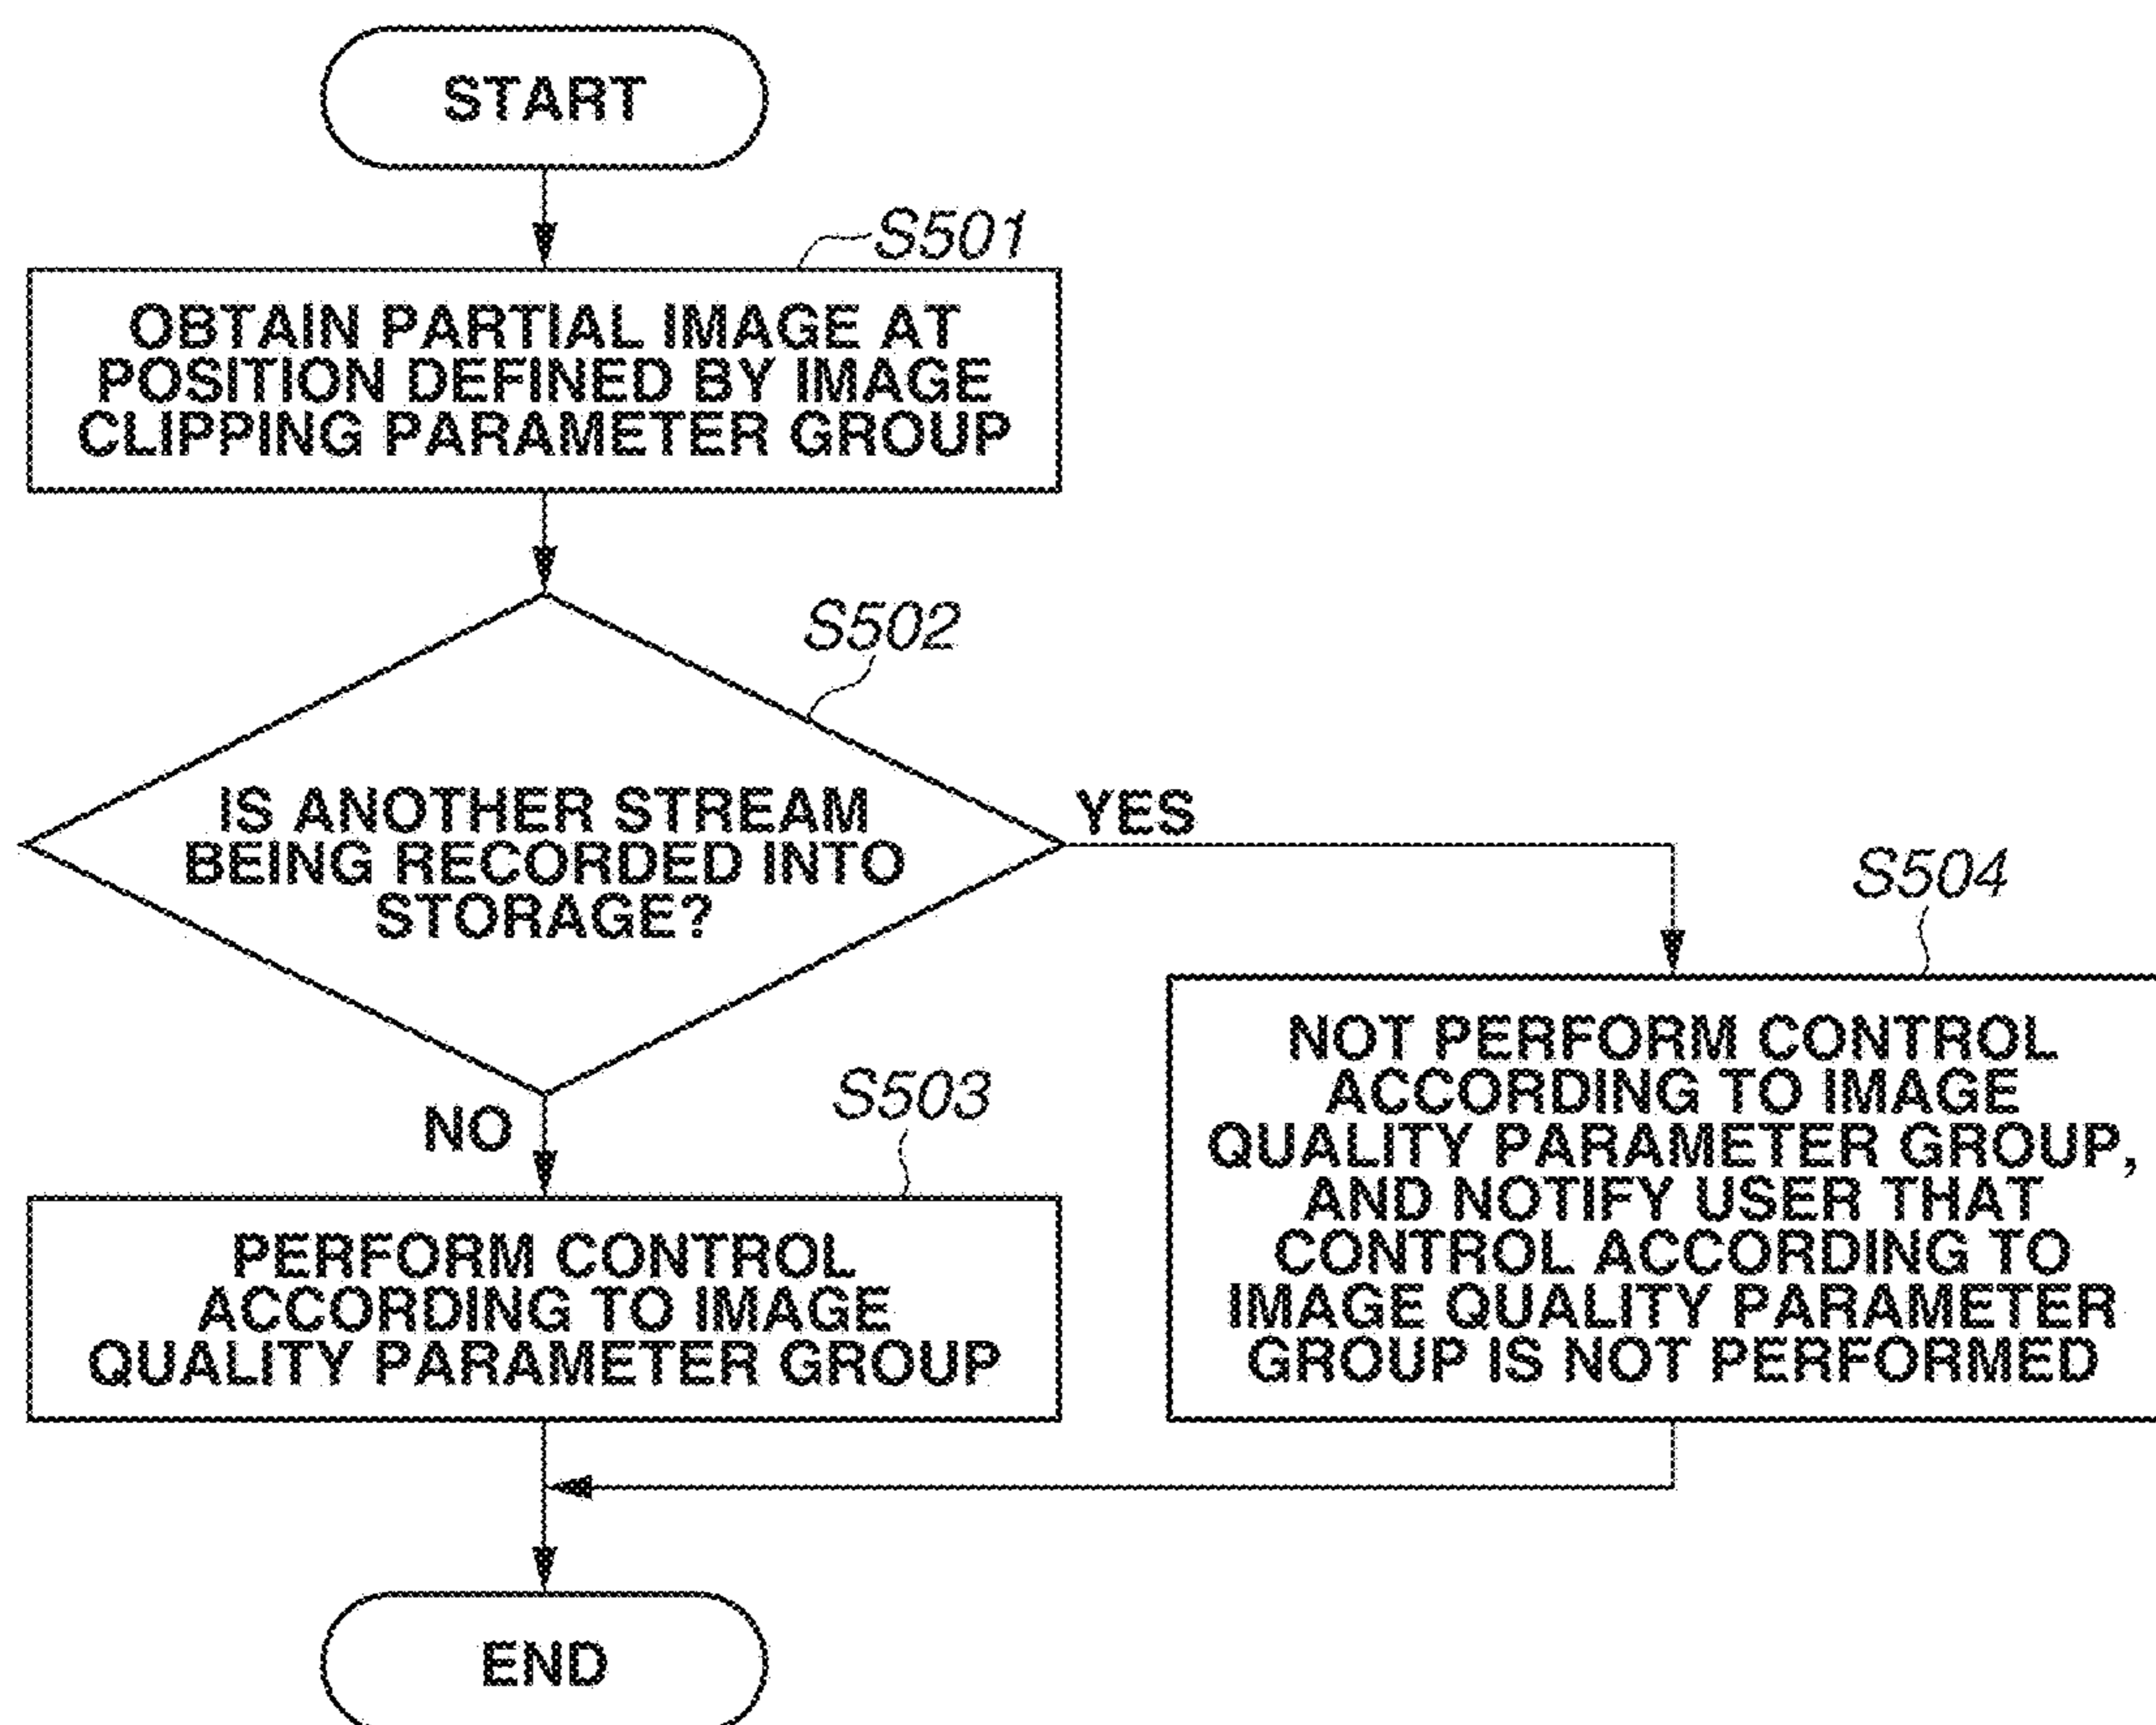 START
S501
OBTAIN PARTIAL IMAGE AT
POSITION DEFINED BY IMAGE
CLIPPING PARAMETER GROUP
S502
IS ANOTHER STREAM
BEING RECORDED INTO
STORAGE?
YES
NO
S503
PERFORM CONTROL
ACCORDING TO IMAGE
QUALITY PARAMETER GROUP
S504
NOT PERFORM CONTROL
ACCORDING TO IMAGE
QUALITY PARAMETER GROUP,
AND NOTIFY USER THAT
CONTROL ACCORDING TO
IMAGE QUALITY PARAMETER
GROUP IS NOT PERFORMED
END